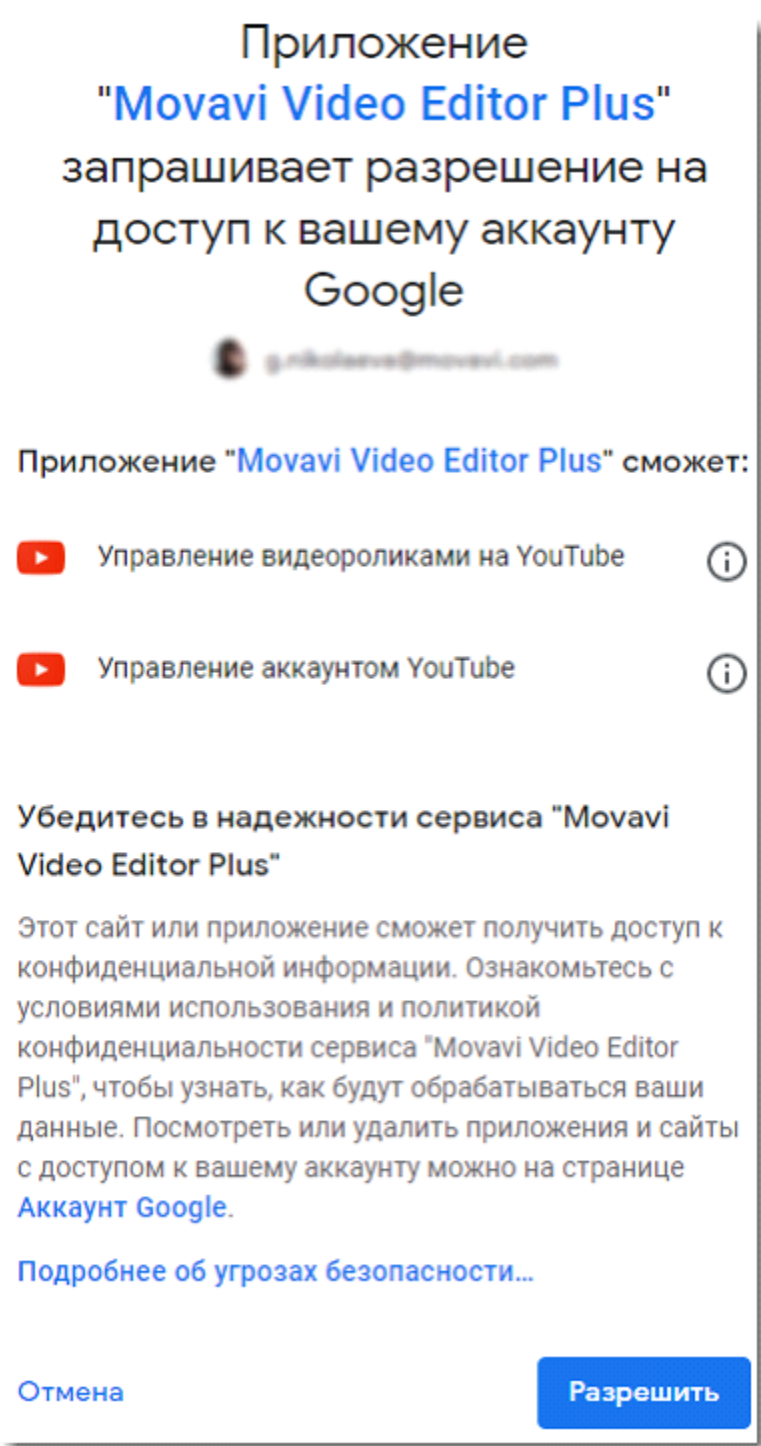 Приложение
"Movavi Video Editor Plus"
запрашивает разрешение на
доступ к вашему аккаунту
Google
g.nikolaeva@movavi.com
Приложение "Movavi Video Editor Plus" сможет:
Управление видеороликами на YouTube
Управление аккаунтом YouTube
Убедитесь в надежности сервиса "Movavi
Video Editor Plus"
Этот сайт или приложение сможет получить доступ к
конфиденциальной информации. Ознакомьтесь с
условиями использования и политикой
конфиденциальности сервиса "Movavi Video Editor
Plus", чтобы узнать, как будут обрабатываться ваши
данные. Посмотреть или удалить приложения и сайты
с доступом к вашему аккаунту можно на странице
Аккаунт Google.
Подробнее об угрозах безопасности...
Отмена
Разрешить